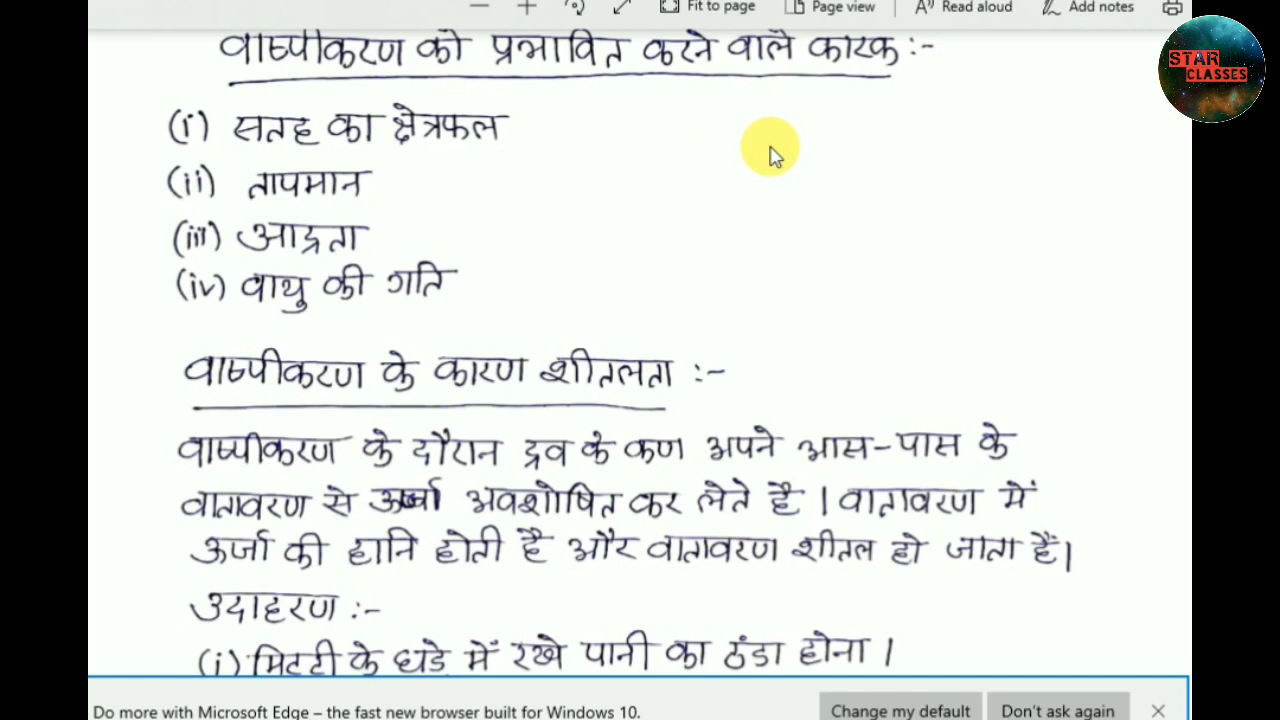 Fit to page
Page view
Read aloud
Add notes
STAR
CLASSES
वाष्पीकरण को प्रभावित करने वाले कारक :-
(i) सतह का क्षेत्रफल
(ii) तापमान
(iii) आद्रता
(iv) वायु की गति
वाष्पीकरण के कारण शीतलता :-
वाष्पीकरण के दौरान द्रव के कण अपने आस-पास के
वातावरण से ऊर्जा अवशोषित कर लेते है । वातावरण में
ऊर्जा की हानि होती है और वातावरण शीतल हो जाता हैं।
उदाहरण :-
(i) मिट्टी के घड़े में रखे पानी का ठंडा होना ।
Do more with Microsoft Edge – the fast new browser built for Windows 10.
Change my default
Don't ask again